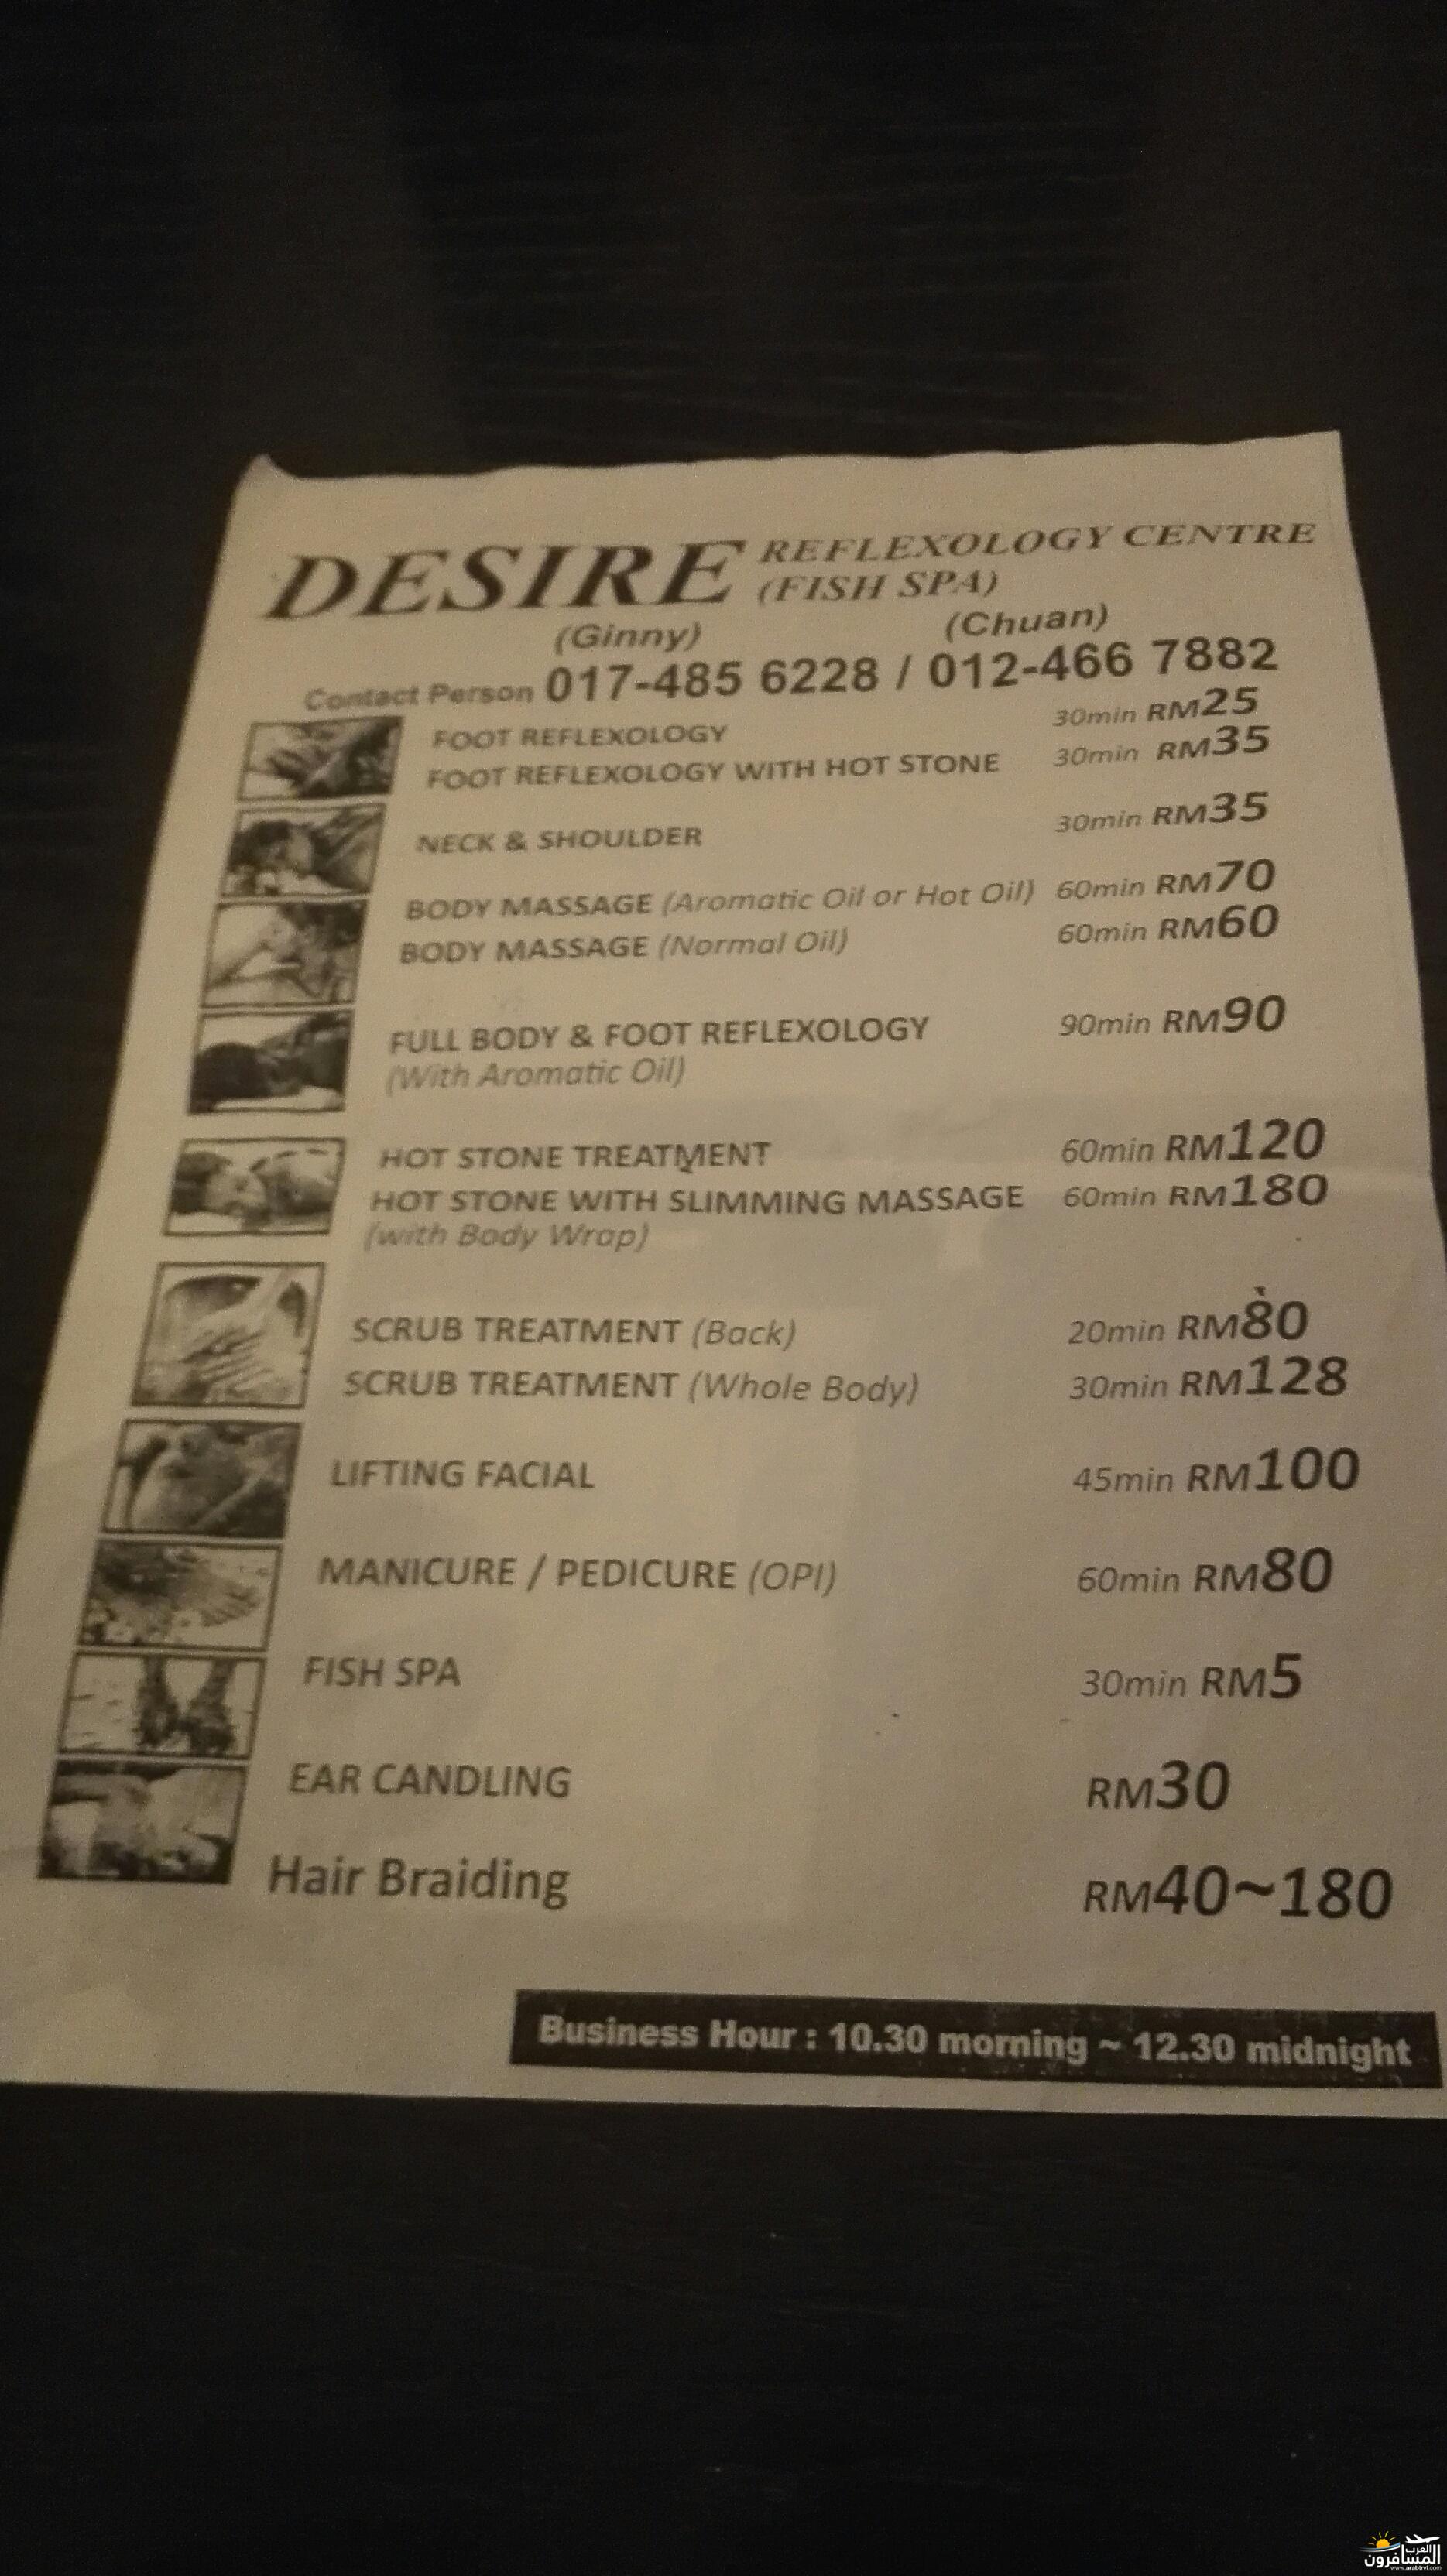 DESIRE REFLEXOLOGY CENTRE
(FISH SPA)
(Ginny) (Chuan)
Contact Person 017-485 6228 / 012-466 7882
FOOT REFLEXOLOGY 30min RM25
FOOT REFLEXOLOGY WITH HOT STONE 30min RM35
NECK & SHOULDER 30min RM35
BODY MASSAGE (Aromatic Oil or Hot Oil) 60min RM70
BODY MASSAGE (Normal Oil) 60min RM60
FULL BODY & FOOT REFLEXOLOGY 90min RM90
(With Aromatic Oil)
HOT STONE TREATMENT 60min RM120
HOT STONE WITH SLIMMING MASSAGE 60min RM180
(with Body Wrap)
SCRUB TREATMENT (Back) 20min RM80
SCRUB TREATMENT (Whole Body) 30min RM128
LIFTING FACIAL 45min RM100
MANICURE / PEDICURE (OPI) 60min RM80
FISH SPA 30min RM5
EAR CANDLING RM30
Hair Braiding RM40~180
Business Hour : 10.30 morning ~ 12.30 midnight
العرب
المسافرون
www.arabtrvl.com